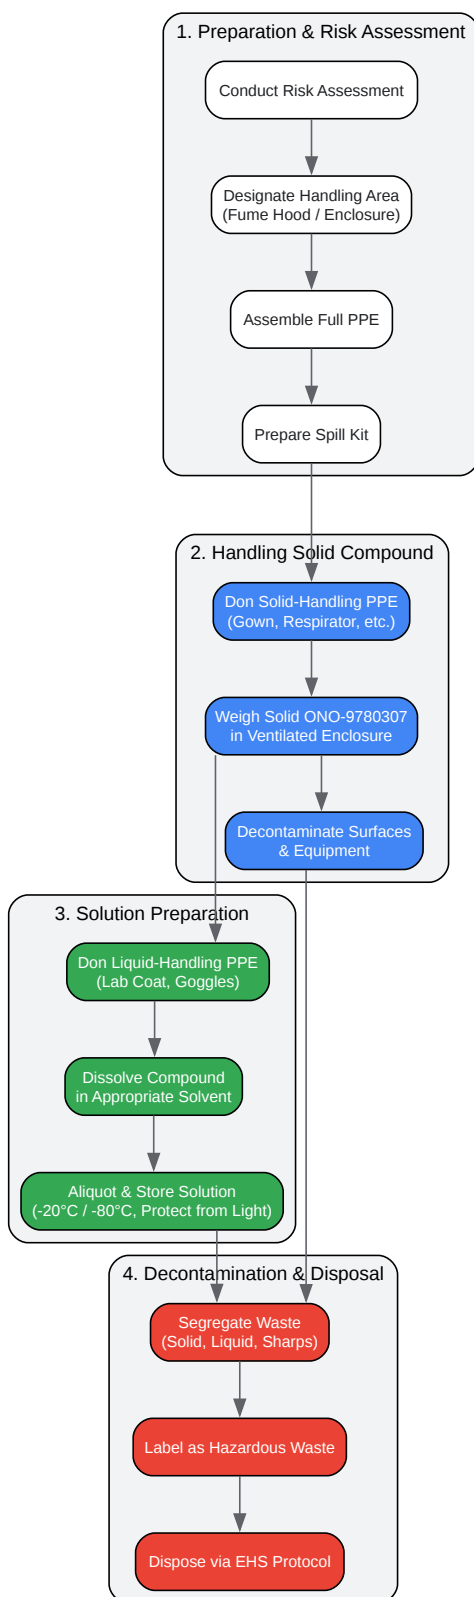 1. Preparation & Risk Assessment
Conduct Risk Assessment
Designate Handling Area
(Fume Hood / Enclosure)
Assemble Full PPE
Prepare Spill Kit
2. Handling Solid Compound
Don Solid-Handling PPE
(Gown, Respirator, etc.)
Weigh Solid ONO-9780307
in Ventilated Enclosure
Decontaminate Surfaces
& Equipment
3. Solution Preparation
Don Liquid-Handling PPE
(Lab Coat, Goggles)
Dissolve Compound
in Appropriate Solvent
Aliquot & Store Solution
(-20°C / -80°C, Protect from Light)
4. Decontamination & Disposal
Segregate Waste
(Solid, Liquid, Sharps)
Label as Hazardous Waste
Dispose via EHS Protocol